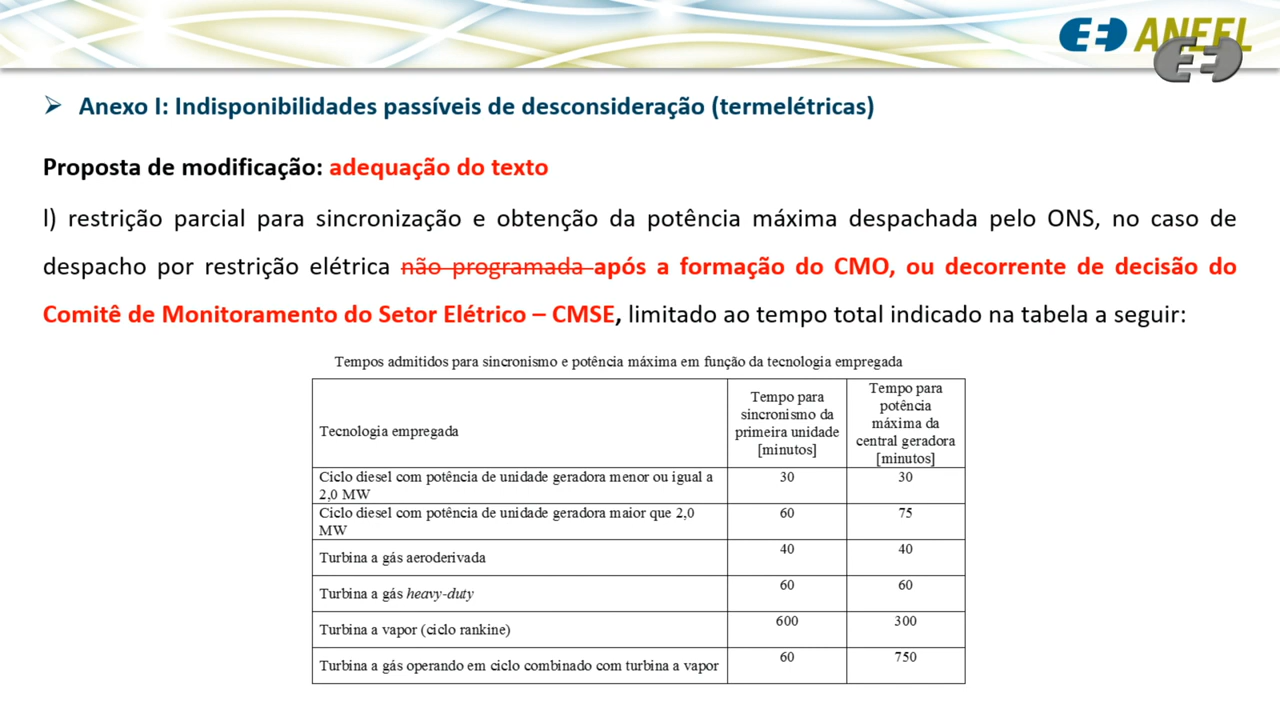 ANEEL
Anexo I: Indisponibilidades passíveis de desconsideração (termelétricas)
Proposta de modificação: adequação do texto
l) restrição parcial para sincronização e obtenção da potência máxima despachada pelo ONS, no caso de
despacho por restrição elétrica não programada após a formação do CMO, ou decorrente de decisão do
Comitê de Monitoramento do Setor Elétrico – CMSE, limitado ao tempo total indicado na tabela a seguir:
Tempos admitidos para sincronismo e potência máxima em função da tecnologia empregada
Tecnologia empregada
Tempo para
sincronismo da
primeira unidade
[minutos]
Tempo para
potência
máxima da
central geradora
[minutos]
Ciclo diesel com potência de unidade geradora menor ou igual a
2,0 MW
30
30
Ciclo diesel com potência de unidade geradora maior que 2,0
MW
60
75
Turbina a gás aeroderivada
40
40
Turbina a gás heavy-duty
60
60
Turbina a vapor (ciclo rankine)
600
300
Turbina a gás operando em ciclo combinado com turbina a vapor
60
750